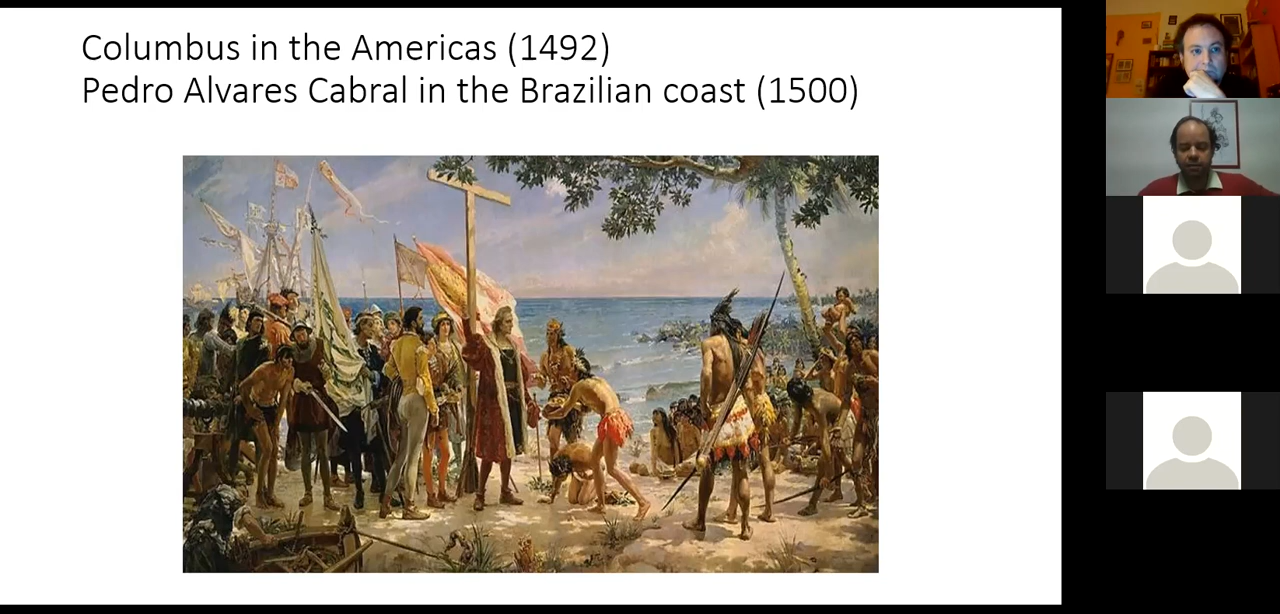 Columbus in the Americas (1492)
Pedro Alvares Cabral in the Brazilian coast (1500)